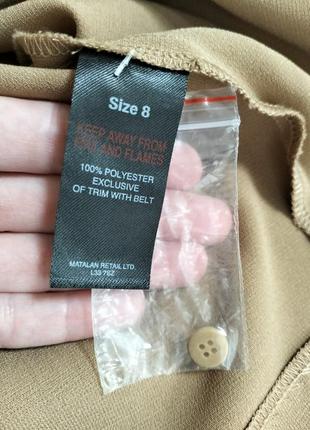 Size 8
KEEP AWAY FROM
FIRE AND FLAMES
100% POLYESTER
EXCLUSIVE
OF TRIM WITH BELT
MATALAN RETAIL LTD.
L33 7SZ